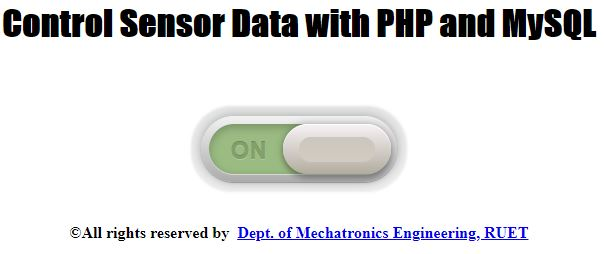 Control Sensor Data with PHP and MySQL
ON
©All rights reserved by Dept. of Mechatronics Engineering, RUET